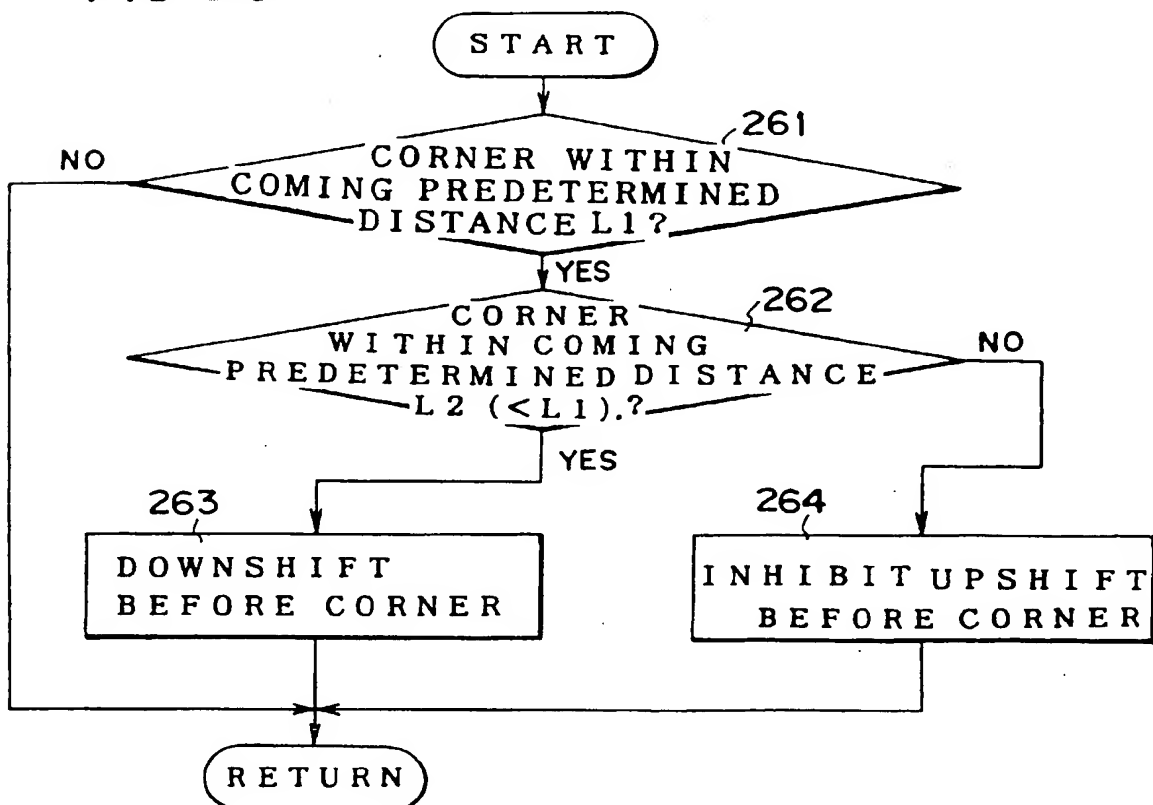 START
261
NO
CORNER WITHIN
COMING PREDETERMINED
DISTANCE L1?
YES
262
CORNER
WITHIN COMING
PREDETERMINED DISTANCE
L2 (<L1).?
NO
YES
263
DOWNSHIFT
BEFORE CORNER
264
INHIBIT UPSHIFT
BEFORE CORNER
RETURN